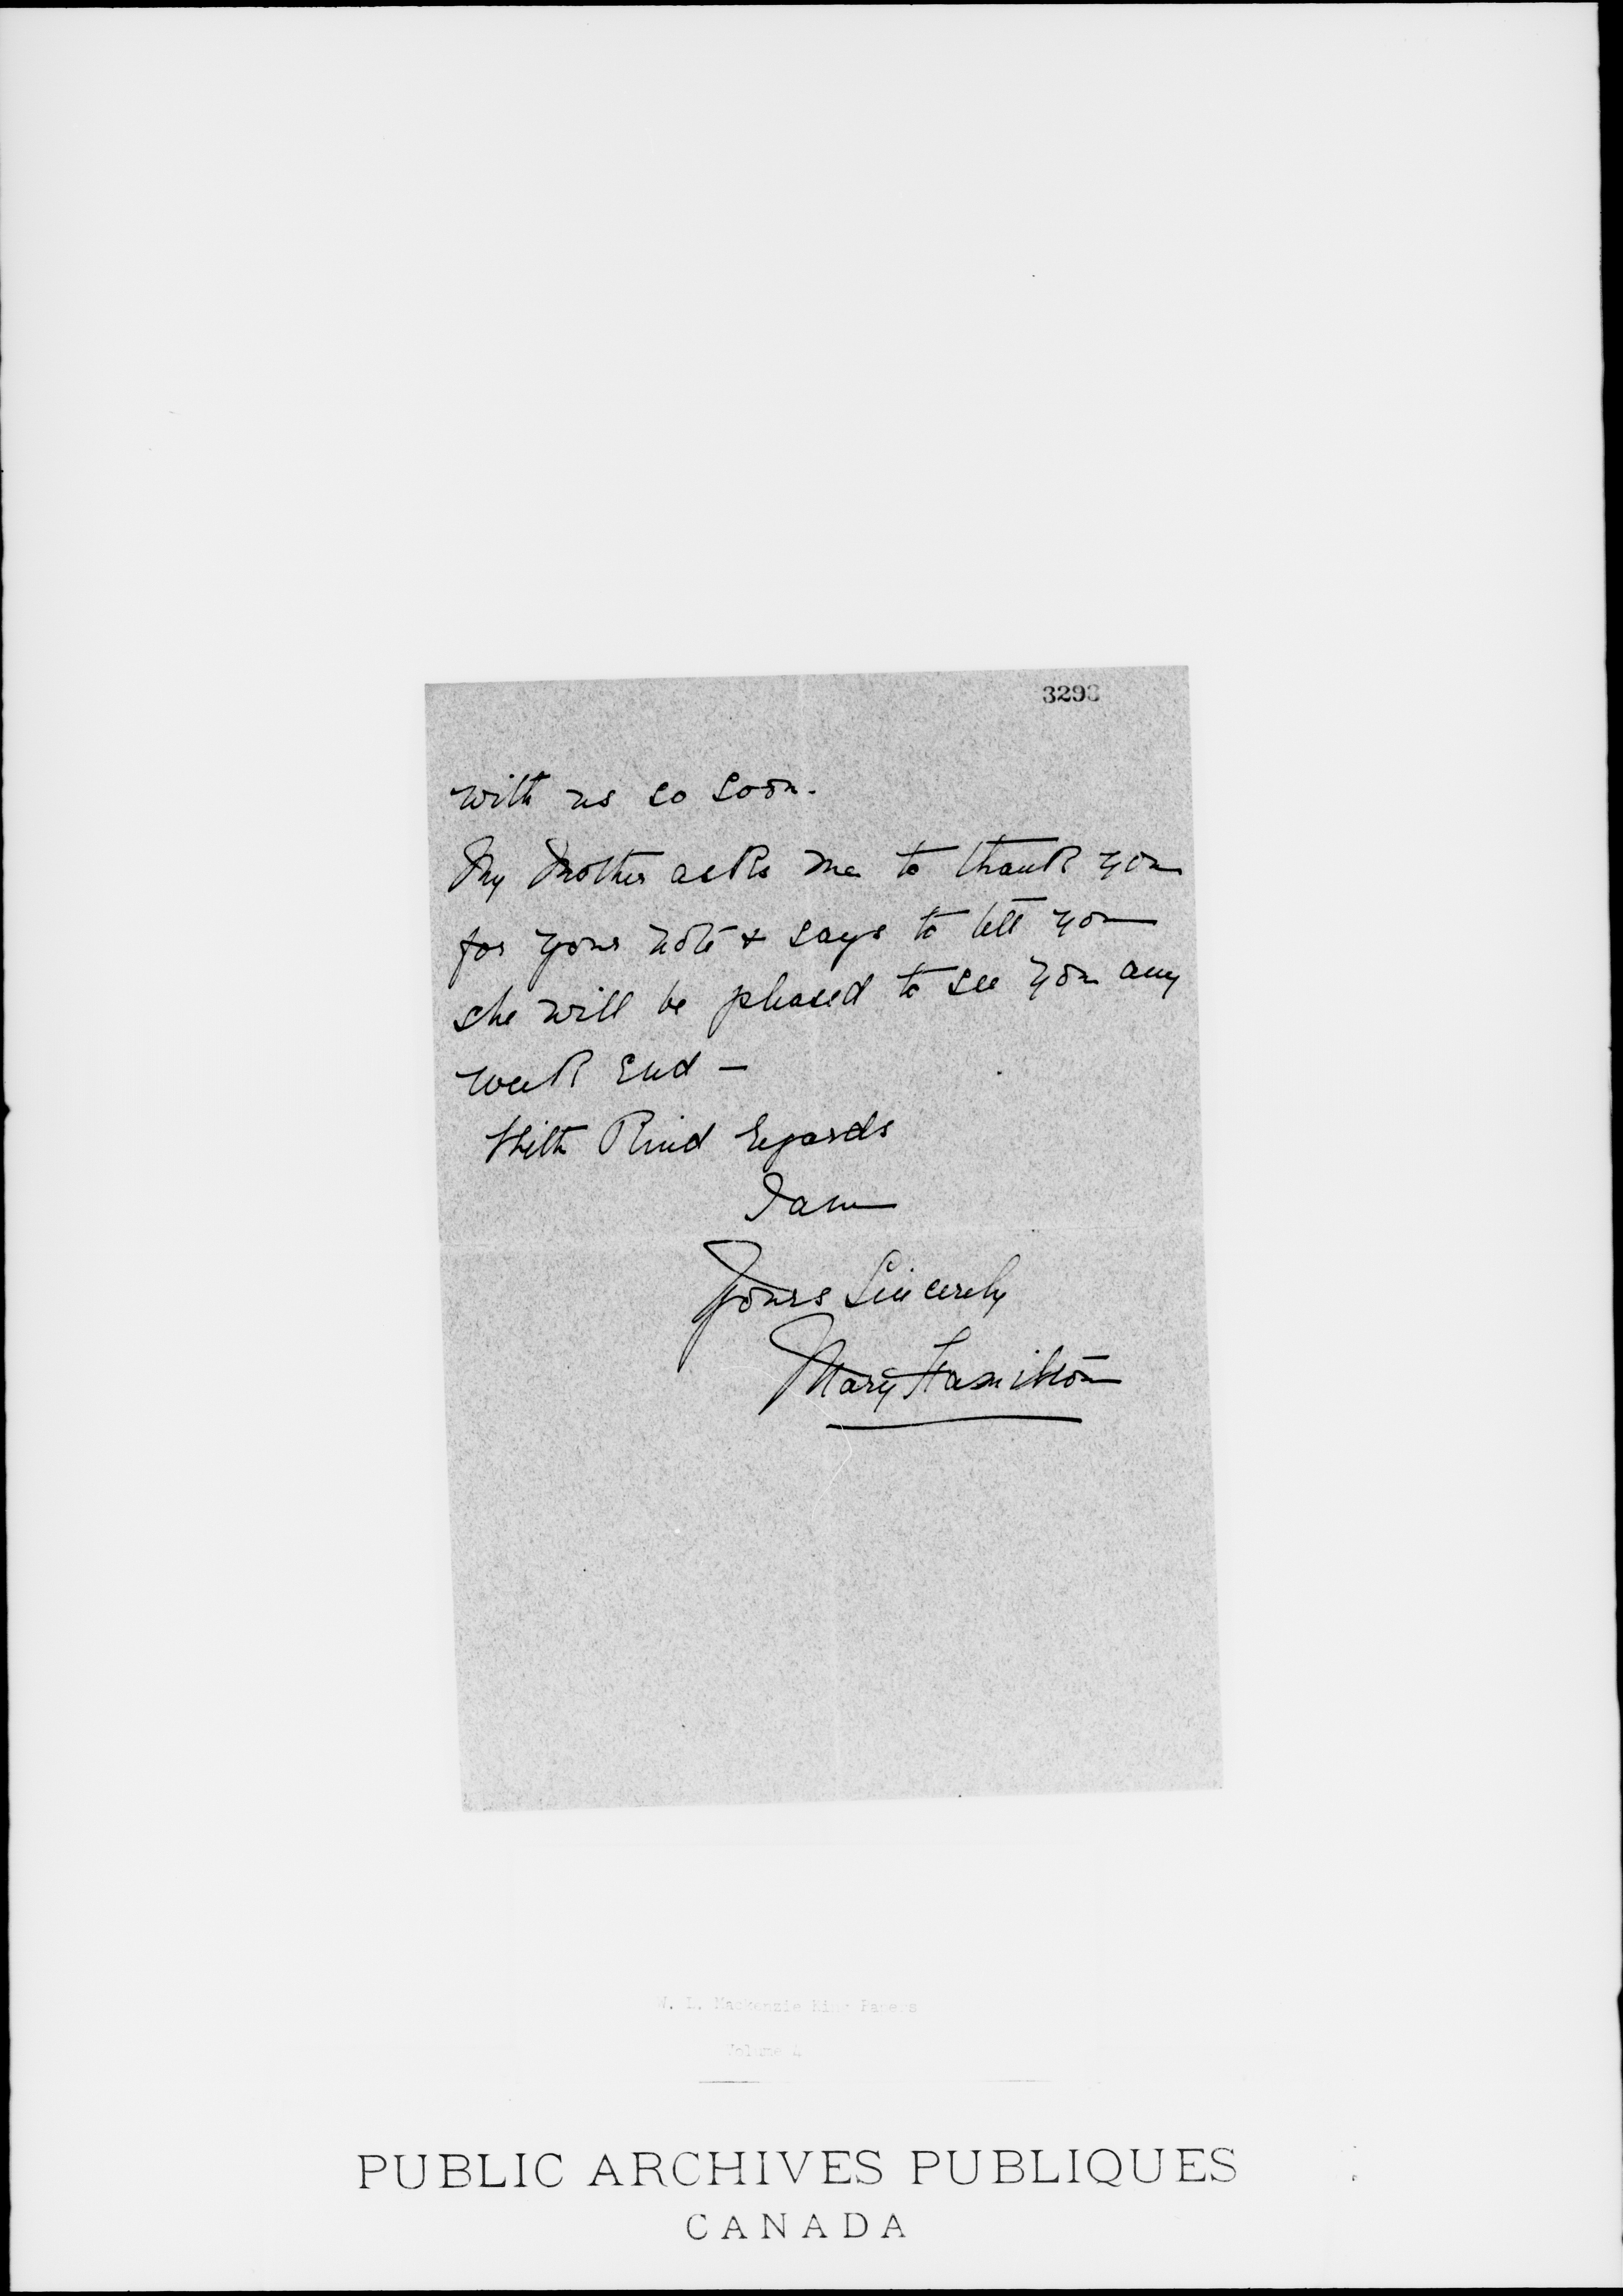 3293
with us so soon.
My Mother asks me to thank you
for your note & says to tell you
she will be pleased to see you any
week end —
With Kind regards
I am
Yours Sincerely
Mary Hamilton
W. L. Mackenzie King Papers
Volume 4
PUBLIC ARCHIVES PUBLIQUES
CANADA